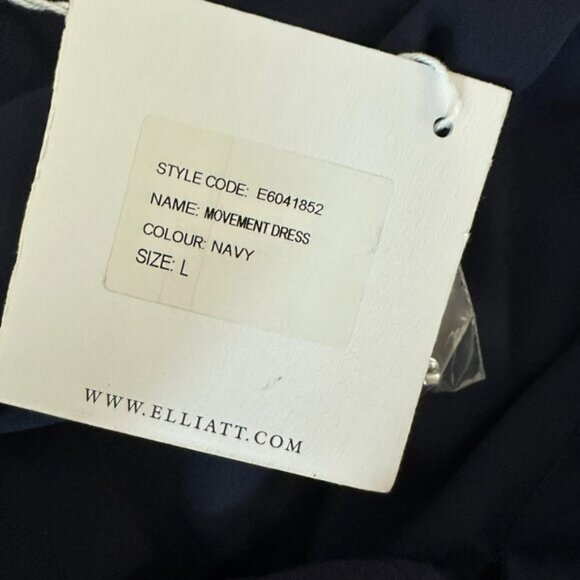 STYLE CODE: E6041852
NAME: MOVEMENT DRESS
COLOUR: NAVY
SIZE: L
WWW.ELLIATT.COM